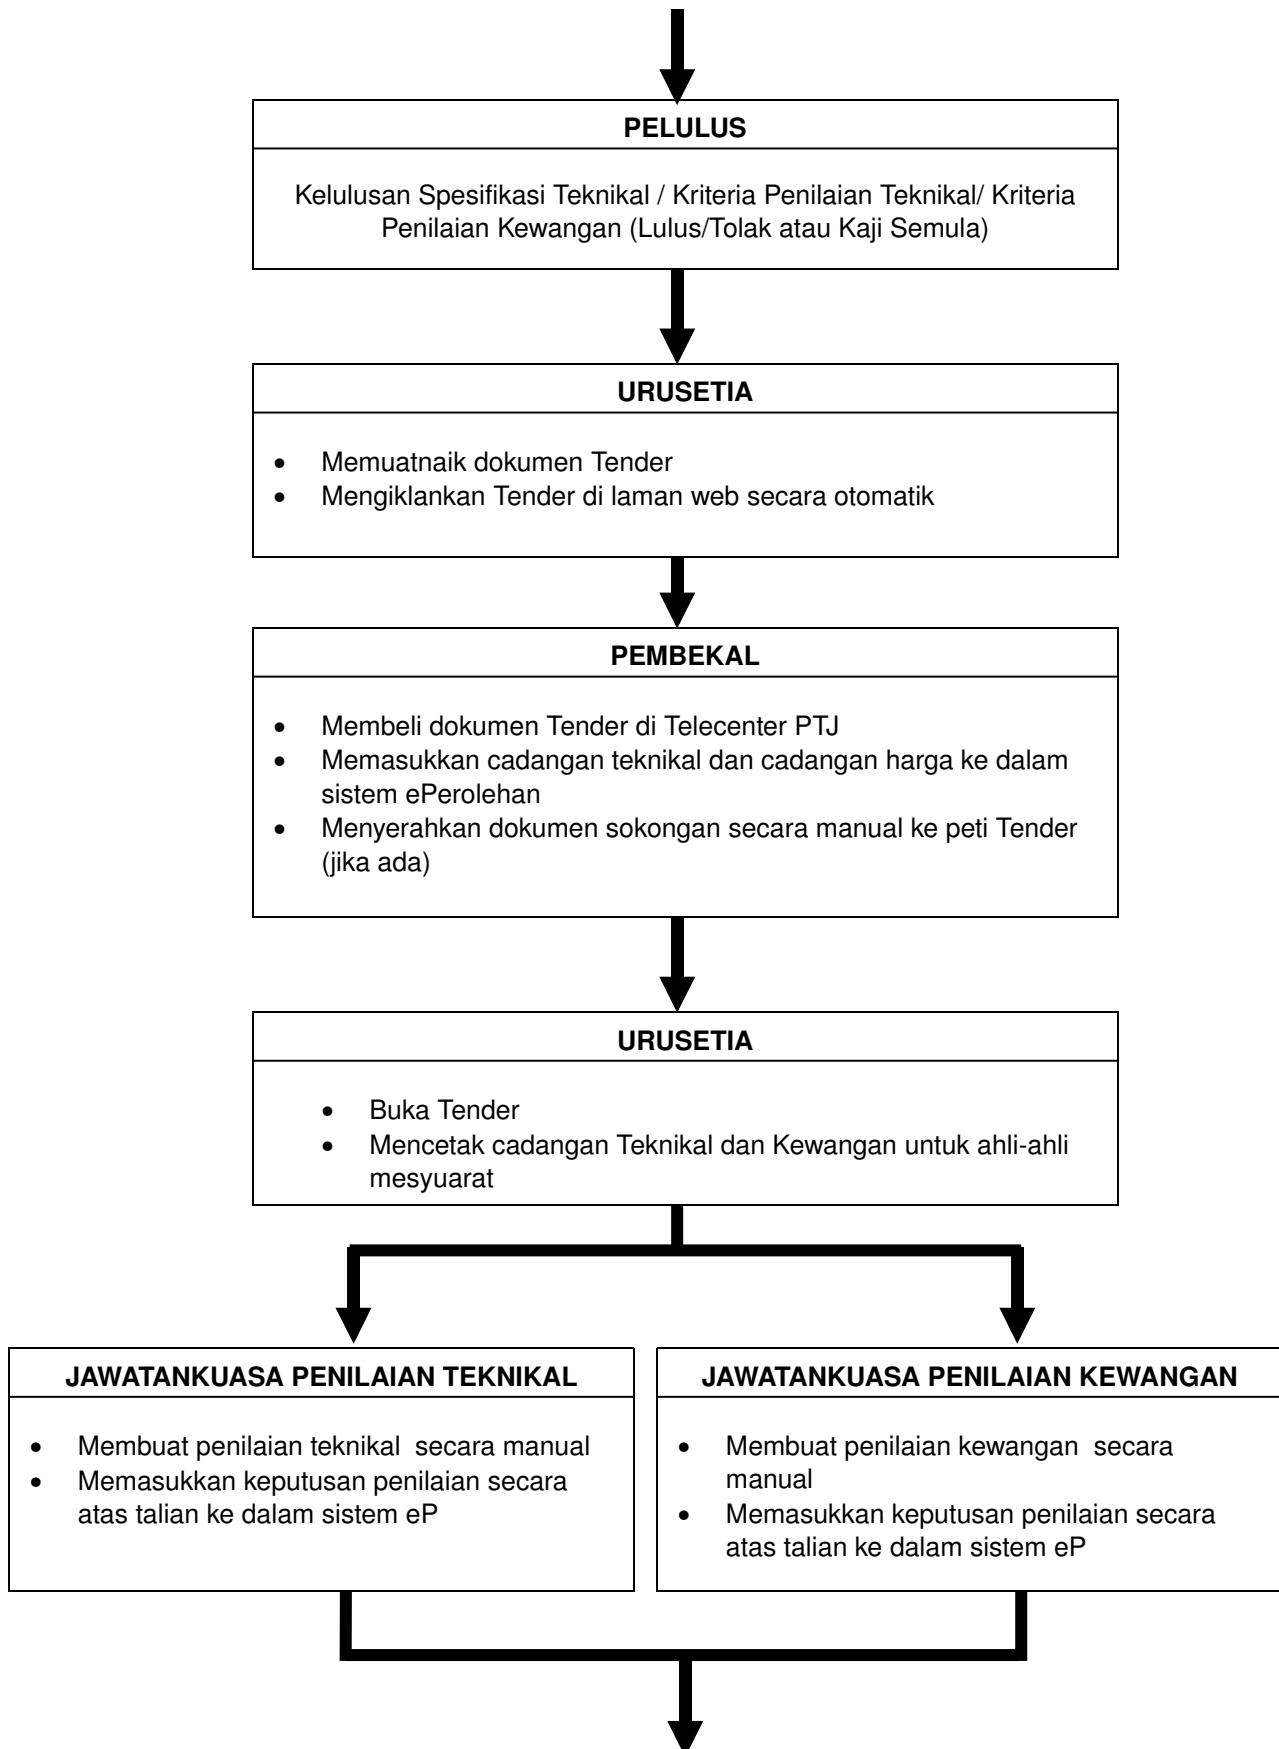 PELULUS
Kelulusan Spesifikasi Teknikal / Kriteria Penilaian Teknikal/ Kriteria
Penilaian Kewangan (Lulus/Tolak atau Kaji Semula)
URUSETIA
• Memuatnaik dokumen Tender
• Mengiklankan Tender di laman web secara otomatik
PEMBEKAL
• Membeli dokumen Tender di Telecenter PTJ
• Memasukkan cadangan teknikal dan cadangan harga ke dalam
sistem ePerolehan
• Menyerahkan dokumen sokongan secara manual ke peti Tender
(jika ada)
URUSETIA
• Buka Tender
• Mencetak cadangan Teknikal dan Kewangan untuk ahli-ahli
mesyuarat
JAWATANKUASA PENILAIAN TEKNIKAL
• Membuat penilaian teknikal  secara manual
• Memasukkan keputusan penilaian secara
atas talian ke dalam sistem eP
JAWATANKUASA PENILAIAN KEWANGAN
• Membuat penilaian kewangan  secara
manual
• Memasukkan keputusan penilaian secara
atas talian ke dalam sistem eP